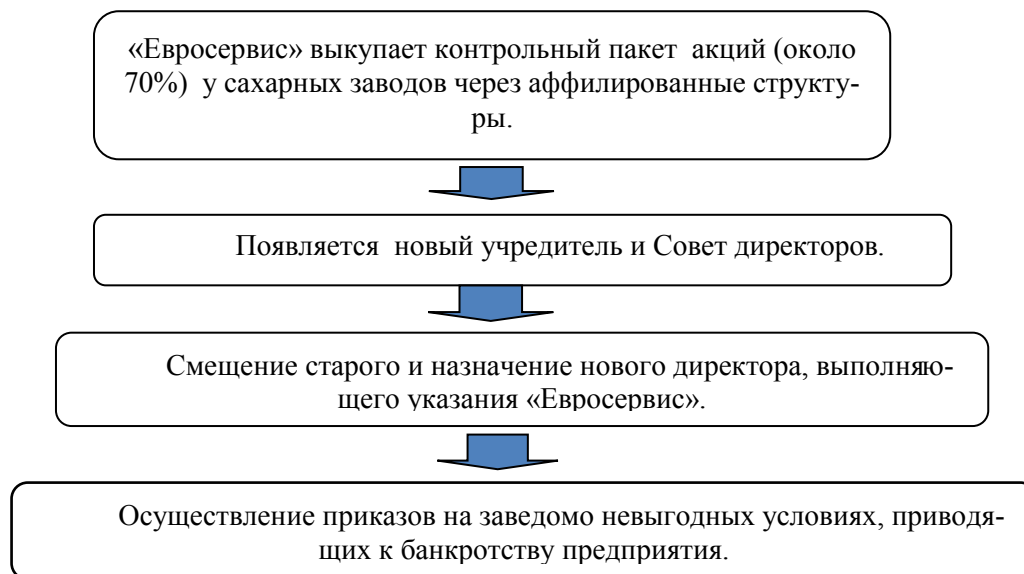 «Евросервис» выкупает контрольный пакет акций (около
70%) у сахарных заводов через аффилированные структу-
ры.
Появляется новый учредитель и Совет директоров.
Смещение старого и назначение нового директора, выполняю-
щего указания «Евросервис».
Осуществление приказов на заведомо невыгодных условиях, приводя-
щих к банкротству предприятия.